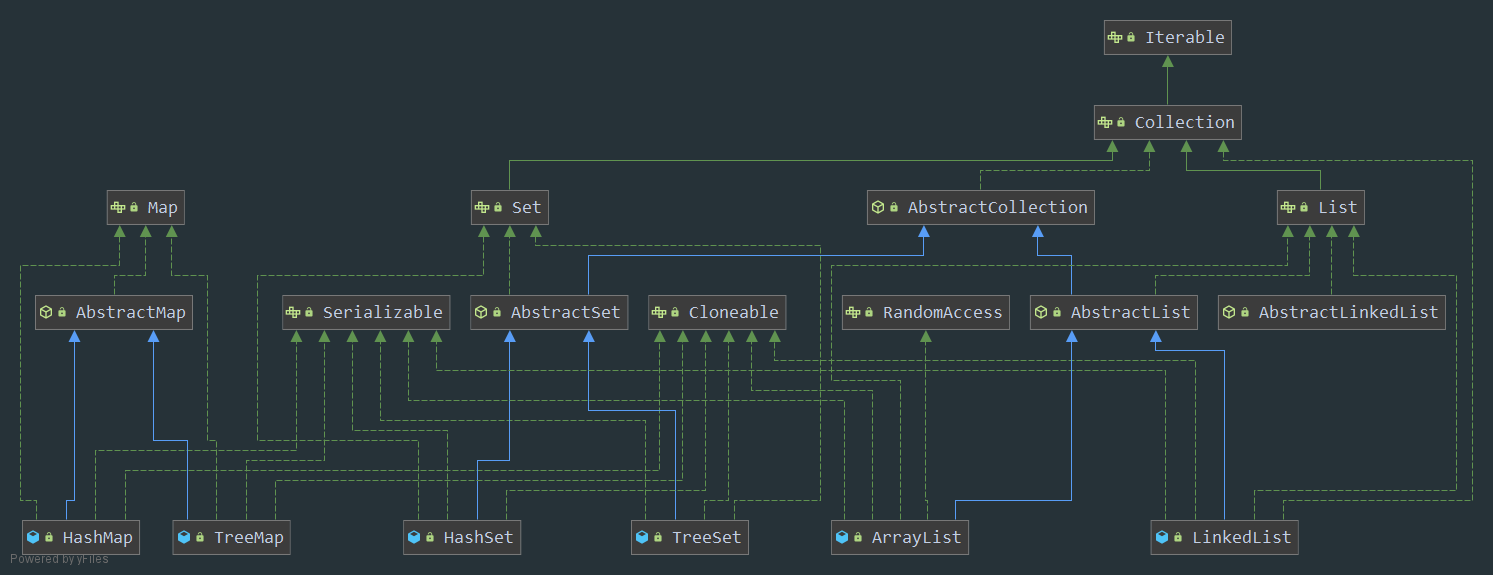 Iterable
Collection
Map
Set
AbstractCollection
List
AbstractMap
Serializable
AbstractSet
Cloneable
RandomAccess
AbstractList
AbstractLinkedList
HashMap
TreeMap
HashSet
TreeSet
ArrayList
LinkedList
Powered by yFiles